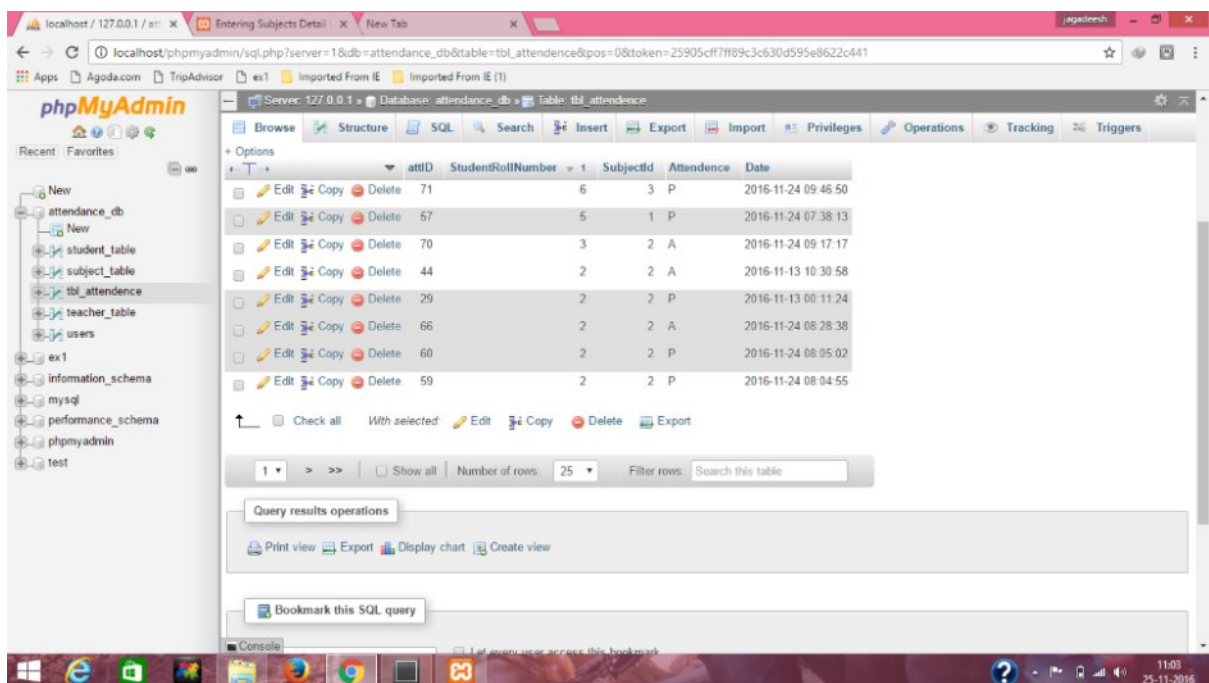 localhost / 127.0.0.1 / att
Entering Subjects Detail
New Tab
jagadeesh
localhost/phpmyadmin/sql.php?server=1&db=attendance_db&table=tbl_attendence&pos=0&token=25905cff7ff89c3c630d595e8622c441
Apps Agoda.com TripAdvisor ex1 Imported From IE Imported From IE (1)
phpMyAdmin
Recent Favorites
New
attendance_db
New
student_table
subject_table
tbl_attendence
teacher_table
users
ex1
information_schema
mysql
performance_schema
phpmyadmin
test
Server: 127.0.0.1 » Database: attendance_db » Table: tbl_attendence
Browse Structure SQL Search Insert Export Import Privileges Operations Tracking Triggers
+ Options
←T→ attID StudentRollNumber 1 SubjectId Attendence Date
Edit Copy Delete 71 6 3 P 2016-11-24 09:46:50
Edit Copy Delete 57 5 1 P 2016-11-24 07:38:13
Edit Copy Delete 70 3 2 A 2016-11-24 09:17:17
Edit Copy Delete 44 2 2 A 2016-11-13 10:30:58
Edit Copy Delete 29 2 2 P 2016-11-13 00:11:24
Edit Copy Delete 66 2 2 A 2016-11-24 08:28:38
Edit Copy Delete 60 2 2 P 2016-11-24 08:05:02
Edit Copy Delete 59 2 2 P 2016-11-24 08:04:55
Check all With selected: Edit Copy Delete Export
1 > >> Show all Number of rows: 25 Filter rows: Search this table
Query results operations
Print view Export Display chart Create view
Bookmark this SQL query
Console
Let every user access this bookmark
11:03
25-11-2016